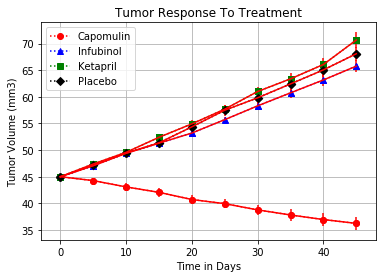 Tumor Response To Treatment
Capomulin
Infubinol
Ketapril
Placebo
Tumor Volume (mm3)
70
65
60
55
50
45
40
35
0
10
20
30
40
Time in Days